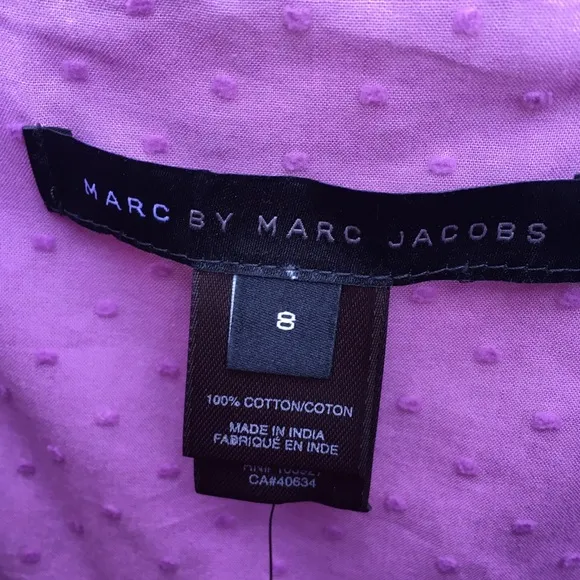 MARC BY MARC JACOBS
8
100% COTTON/COTON
MADE IN INDIA
FABRIQUÉ EN INDE
CA#40634